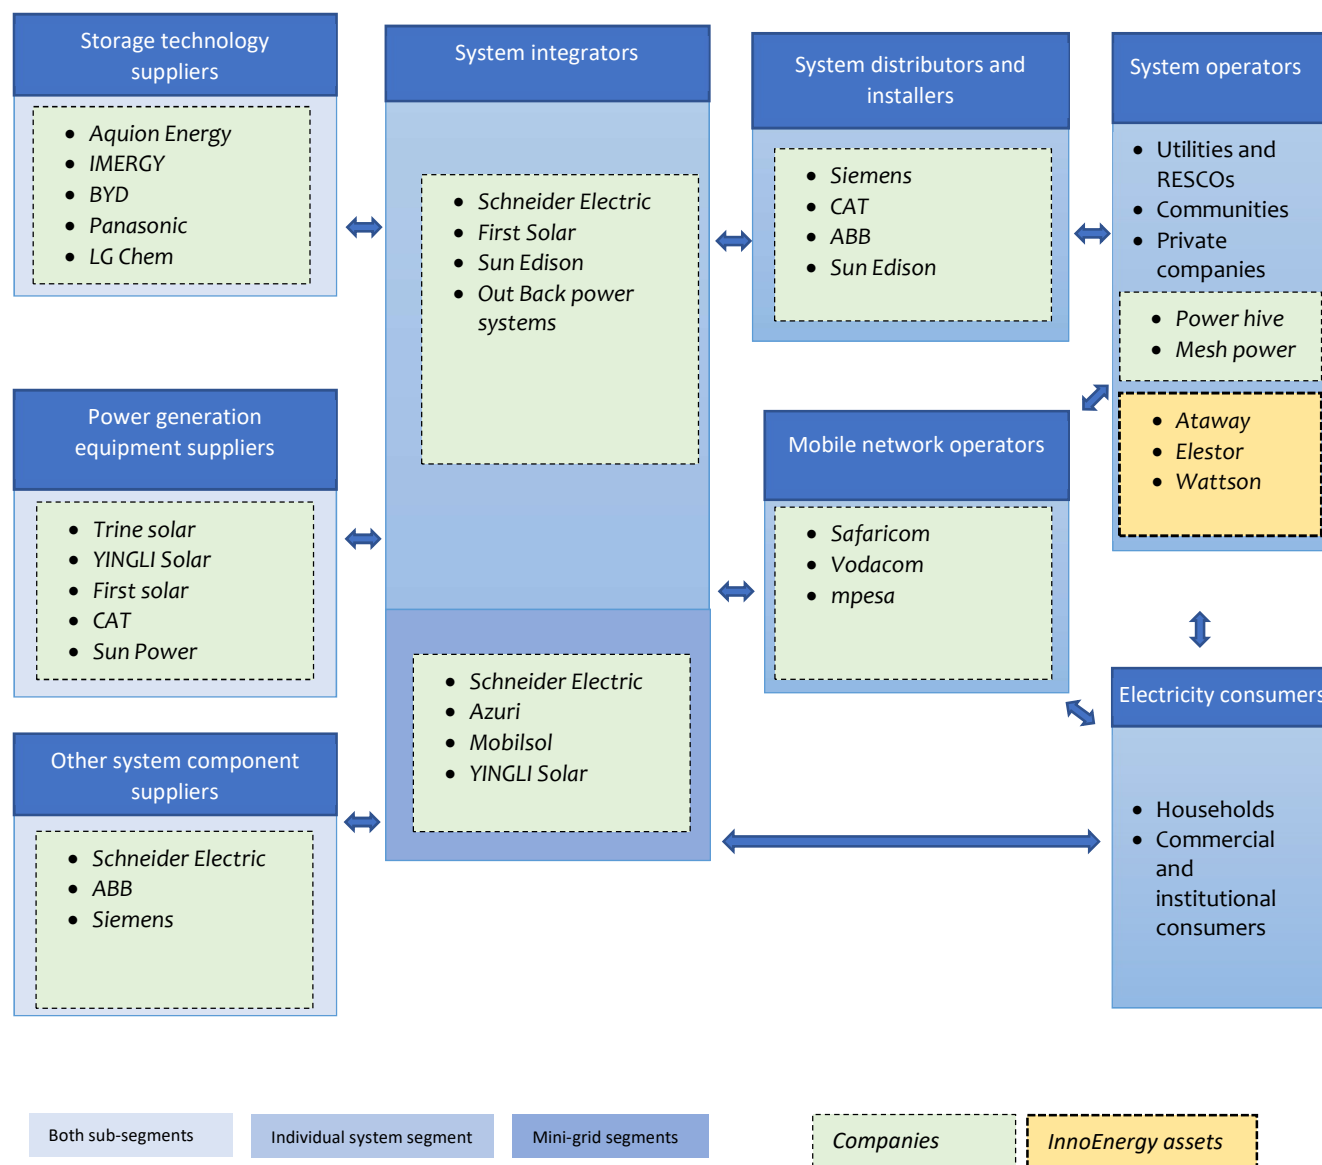 Storage technology
suppliers
• Aquion Energy
• IMERGY
• BYD
• Panasonic
• LG Chem
Power generation
equipment suppliers
• Trine solar
• YINGLI Solar
• First solar
• CAT
• Sun Power
Other system component
suppliers
• Schneider Electric
• ABB
• Siemens
System integrators
• Schneider Electric
• First Solar
• Sun Edison
• Out Back power
systems
• Schneider Electric
• Azuri
• Mobilsol
• YINGLI Solar
System distributors and
installers
• Siemens
• CAT
• ABB
• Sun Edison
Mobile network operators
• Safaricom
• Vodacom
• mpesa
System operators
• Utilities and
RESCOs
• Communities
• Private
companies
• Power hive
• Mesh power
• Ataway
• Elestor
• Wattson
Electricity consumers
• Households
• Commercial
and
institutional
consumers
Both sub-segments
Individual system segment
Mini-grid segments
Companies
InnoEnergy assets